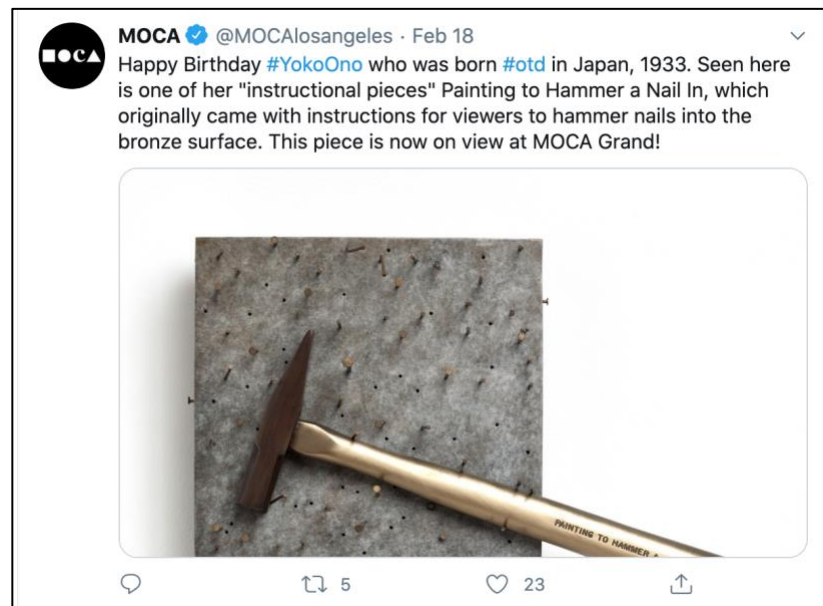 MOCA
MOCA @MOCAlosangeles · Feb 18
Happy Birthday #YokoOno who was born #otd in Japan, 1933. Seen here
is one of her "instructional pieces" Painting to Hammer a Nail In, which
originally came with instructions for viewers to hammer nails into the
bronze surface. This piece is now on view at MOCA Grand!
PAINTING TO HAMMER A
5 23